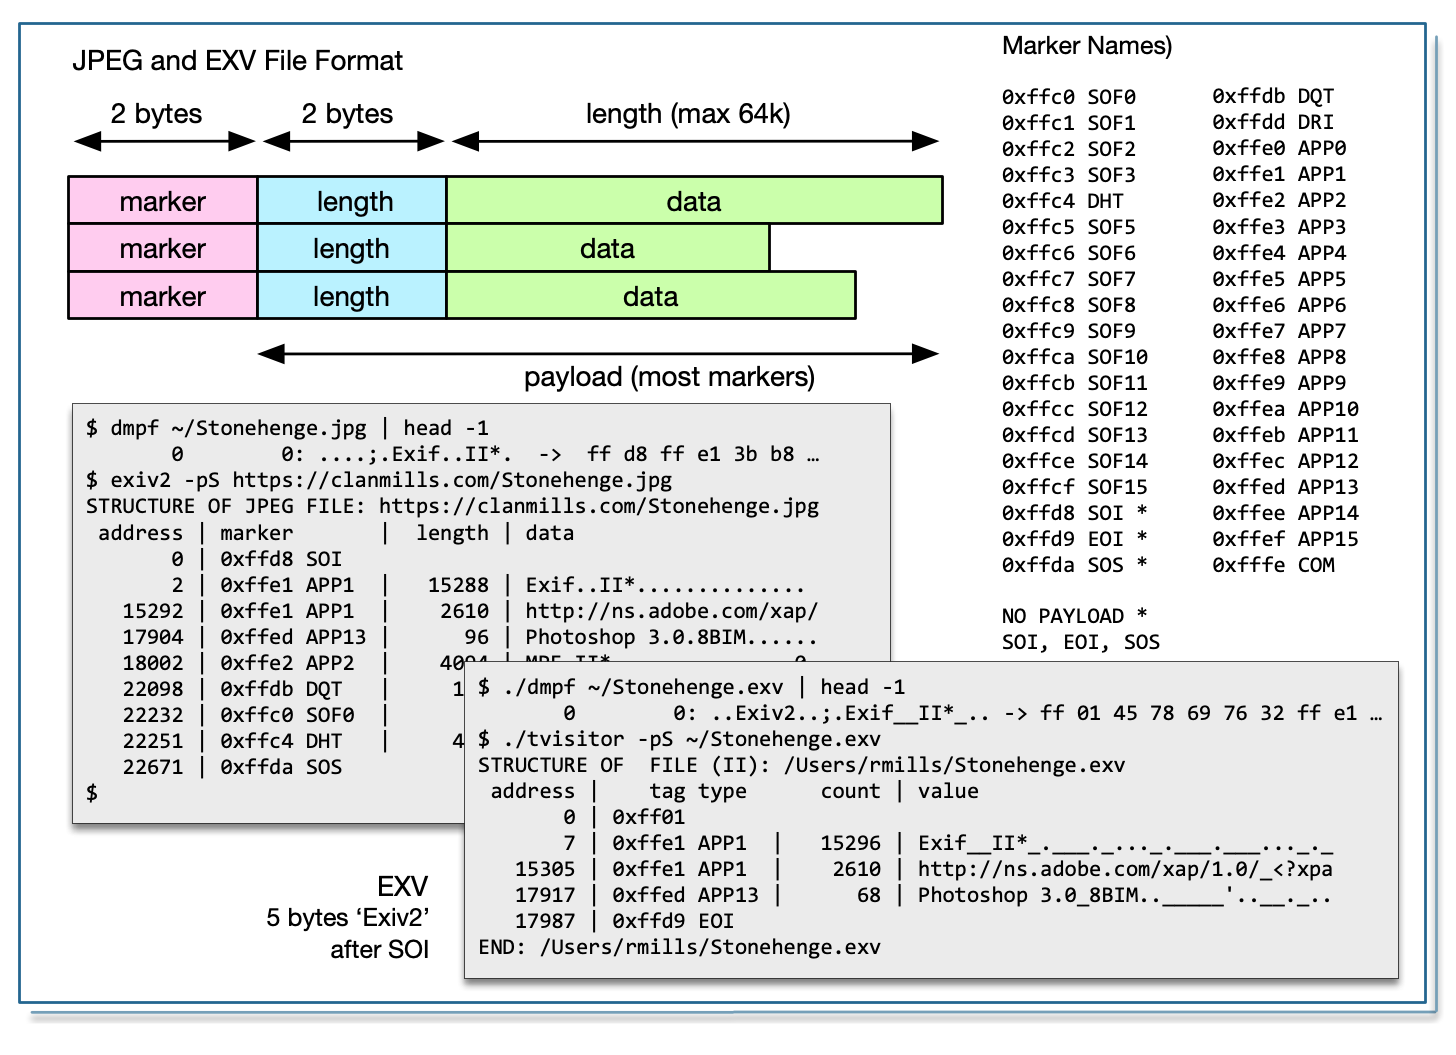 JPEG and EXV File Format
2 bytes 2 bytes length (max 64k)
marker length data
marker length data
marker length data
payload (most markers)
$ dmpf ~/Stonehenge.jpg | head -1
0 0: ....;.Exif..II*. -> ff d8 ff e1 3b b8 …
$ exiv2 -pS https://clanmills.com/Stonehenge.jpg
STRUCTURE OF JPEG FILE: https://clanmills.com/Stonehenge.jpg
address | marker | length | data
0 | 0xffd8 SOI
2 | 0xffe1 APP1 | 15288 | Exif..II*..............
15292 | 0xffe1 APP1 | 2610 | http://ns.adobe.com/xap/
17904 | 0xffed APP13 | 96 | Photoshop 3.0.8BIM......
18002 | 0xffe2 APP2 | 4094 |
22098 | 0xffdb DQT | 1
22232 | 0xffc0 SOF0 |
22251 | 0xffc4 DHT | 4
22671 | 0xffda SOS
$
EXV
5 bytes ‘Exiv2’
after SOI
$ ./dmpf ~/Stonehenge.exv | head -1
0 0: ..Exiv2..;.Exif__II*_.. -> ff 01 45 78 69 76 32 ff e1 …
$ ./tvisitor -pS ~/Stonehenge.exv
STRUCTURE OF FILE (II): /Users/rmills/Stonehenge.exv
address | tag type count | value
0 | 0xff01
7 | 0xffe1 APP1 | 15296 | Exif__II*_.___._..._.___.___..._._
15305 | 0xffe1 APP1 | 2610 | http://ns.adobe.com/xap/1.0/_<?xpa
17917 | 0xffed APP13 | 68 | Photoshop 3.0_8BIM.._____'..__._..
17987 | 0xffd9 EOI
END: /Users/rmills/Stonehenge.exv
Marker Names)
0xffc0 SOF0 0xffdb DQT
0xffc1 SOF1 0xffdd DRI
0xffc2 SOF2 0xffe0 APP0
0xffc3 SOF3 0xffe1 APP1
0xffc4 DHT 0xffe2 APP2
0xffc5 SOF5 0xffe3 APP3
0xffc6 SOF6 0xffe4 APP4
0xffc7 SOF7 0xffe5 APP5
0xffc8 SOF8 0xffe6 APP6
0xffc9 SOF9 0xffe7 APP7
0xffca SOF10 0xffe8 APP8
0xffcb SOF11 0xffe9 APP9
0xffcc SOF12 0xffea APP10
0xffcd SOF13 0xffeb APP11
0xffce SOF14 0xffec APP12
0xffcf SOF15 0xffed APP13
0xffd8 SOI * 0xffee APP14
0xffd9 EOI * 0xffef APP15
0xffda SOS * 0xfffe COM
NO PAYLOAD *
SOI, EOI, SOS